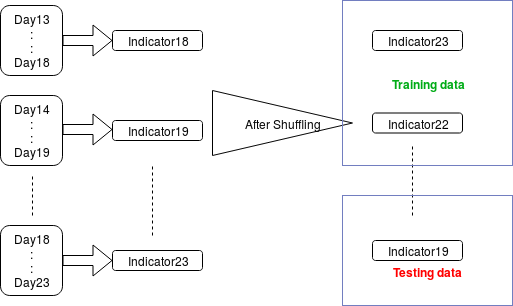 Day13
:
:
Day18
Indicator18
Day14
:
:
Day19
Indicator19
Day18
:
:
Day23
Indicator23
After Shuffling
Indicator23
Training data
Indicator22
Indicator19
Testing data